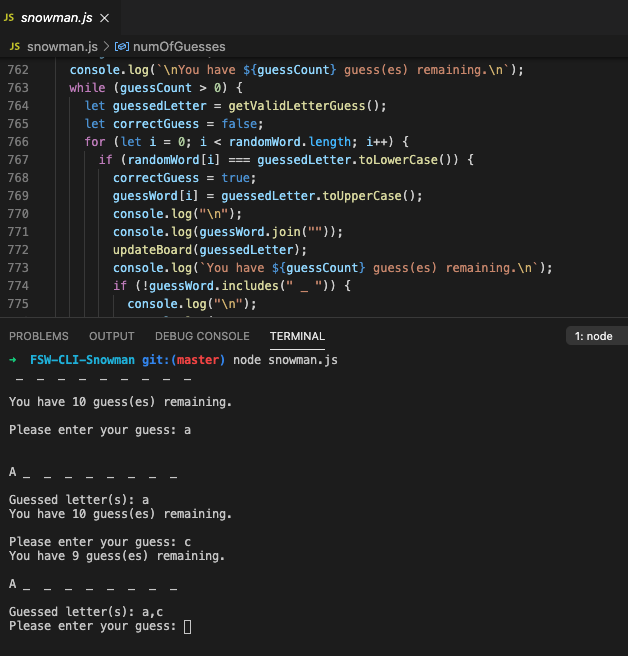 JS snowman.js ×
JS snowman.js > numOfGuesses
762 console.log(`\nYou have ${guessCount} guess(es) remaining.\n`);
763 while (guessCount > 0) {
764 let guessedLetter = getValidLetterGuess();
765 let correctGuess = false;
766 for (let i = 0; i < randomWord.length; i++) {
767 if (randomWord[i] === guessedLetter.toLowerCase()) {
768 correctGuess = true;
769 guessWord[i] = guessedLetter.toUpperCase();
770 console.log("\n");
771 console.log(guessWord.join(""));
772 updateBoard(guessedLetter);
773 console.log(`You have ${guessCount} guess(es) remaining.\n`);
774 if (!guessWord.includes(" _ ")) {
775 console.log("\n");
PROBLEMS OUTPUT DEBUG CONSOLE TERMINAL 1: node
→ FSW-CLI-Snowman git:(master) node snowman.js
_ _ _ _ _ _ _ _ _
You have 10 guess(es) remaining.
Please enter your guess: a
A _ _ _ _ _ _ _ _
Guessed letter(s): a
You have 10 guess(es) remaining.
Please enter your guess: c
You have 9 guess(es) remaining.
A _ _ _ _ _ _ _ _
Guessed letter(s): a,c
Please enter your guess: